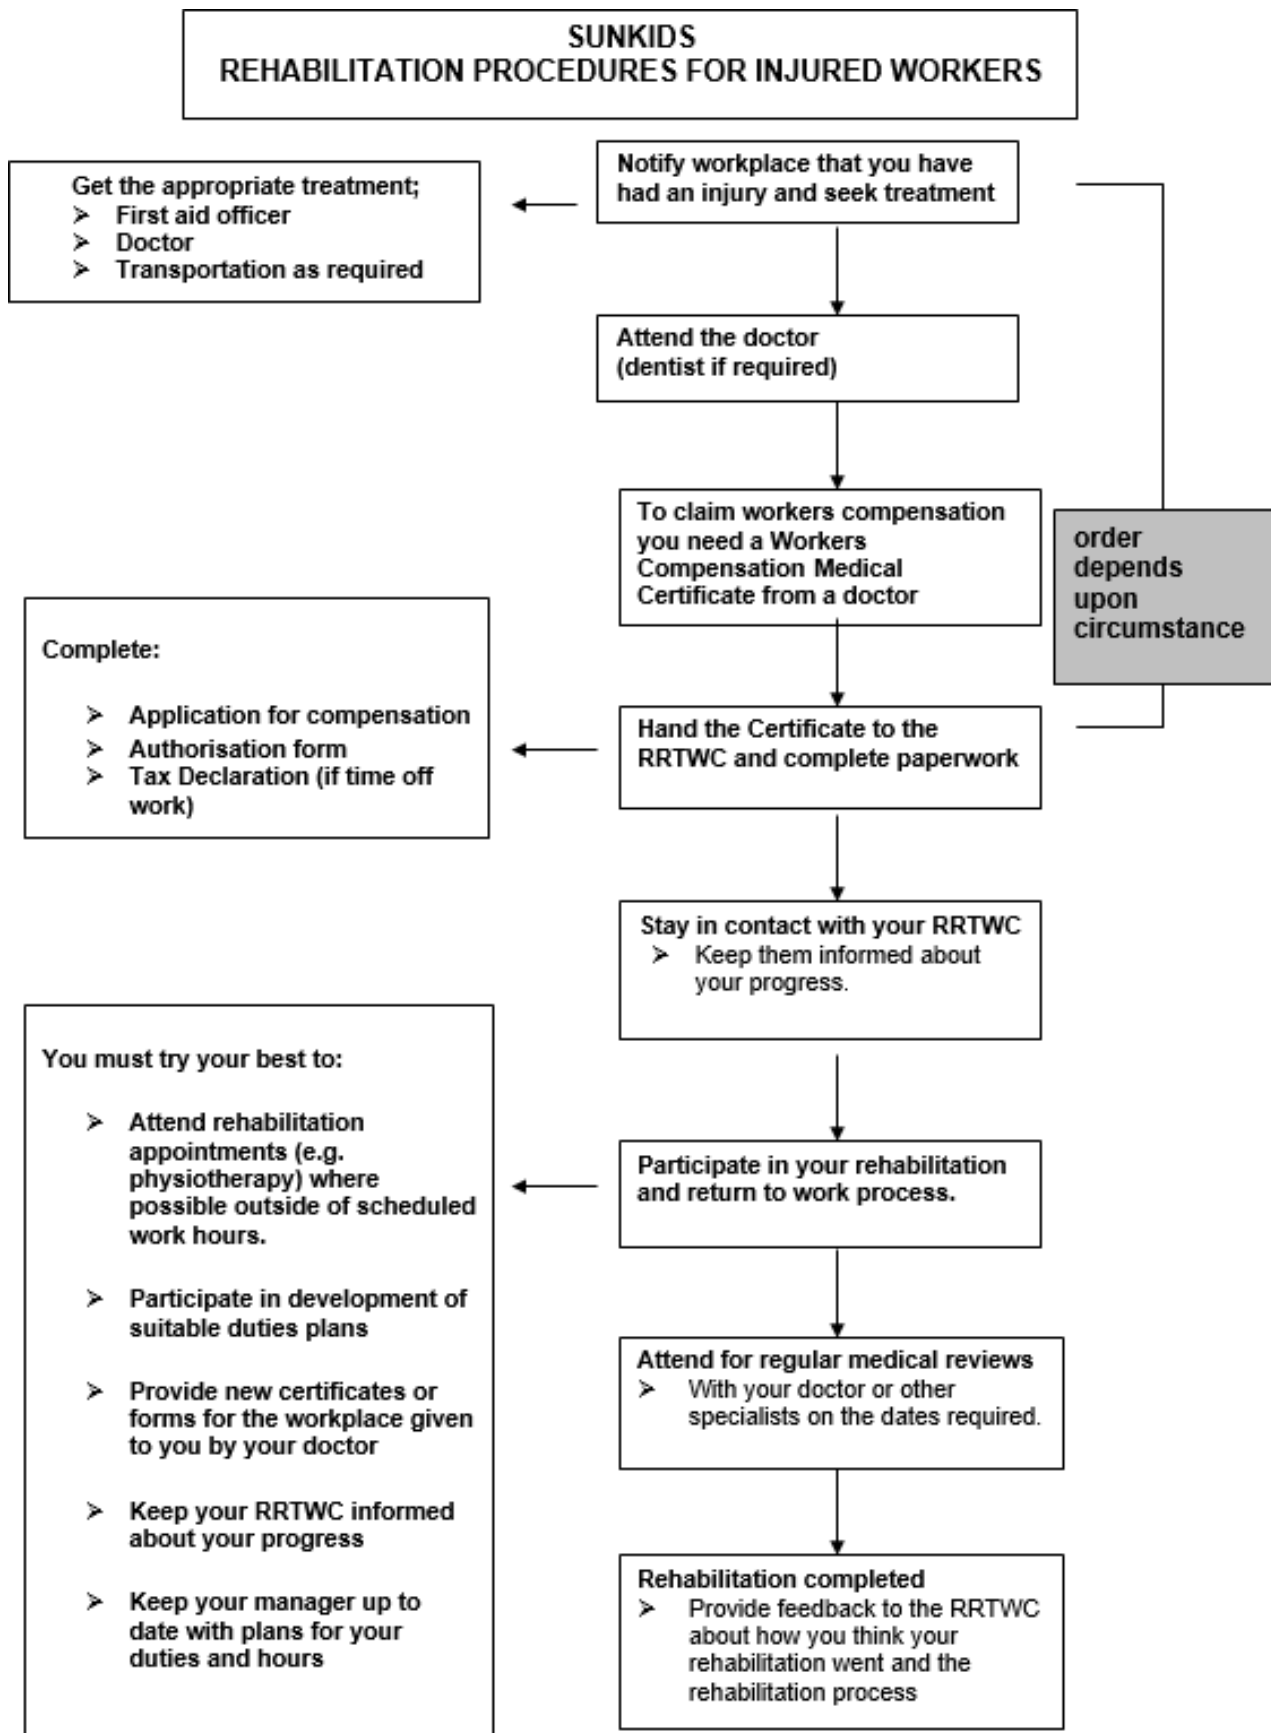 SUNKIDS
REHABILITATION PROCEDURES FOR INJURED WORKERS
Notify workplace that you have
had an injury and seek treatment
Get the appropriate treatment;
➢ First aid officer
➢ Doctor
➢ Transportation as required
Attend the doctor
(dentist if required)
To claim workers compensation
you need a Workers
Compensation Medical
Certificate from a doctor
order
depends
upon
circumstance
Hand the Certificate to the
RRTWC and complete paperwork
Complete:
➢ Application for compensation
➢ Authorisation form
➢ Tax Declaration (if time off
work)
Stay in contact with your RRTWC
➢ Keep them informed about
your progress.
Participate in your rehabilitation
and return to work process.
You must try your best to:
➢ Attend rehabilitation
appointments (e.g.
physiotherapy) where
possible outside of scheduled
work hours.
➢ Participate in development of
suitable duties plans
➢ Provide new certificates or
forms for the workplace given
to you by your doctor
➢ Keep your RRTWC informed
about your progress
➢ Keep your manager up to
date with plans for your
duties and hours
Attend for regular medical reviews
➢ With your doctor or other
specialists on the dates required.
Rehabilitation completed
➢ Provide feedback to the RRTWC
about how you think your
rehabilitation went and the
rehabilitation process